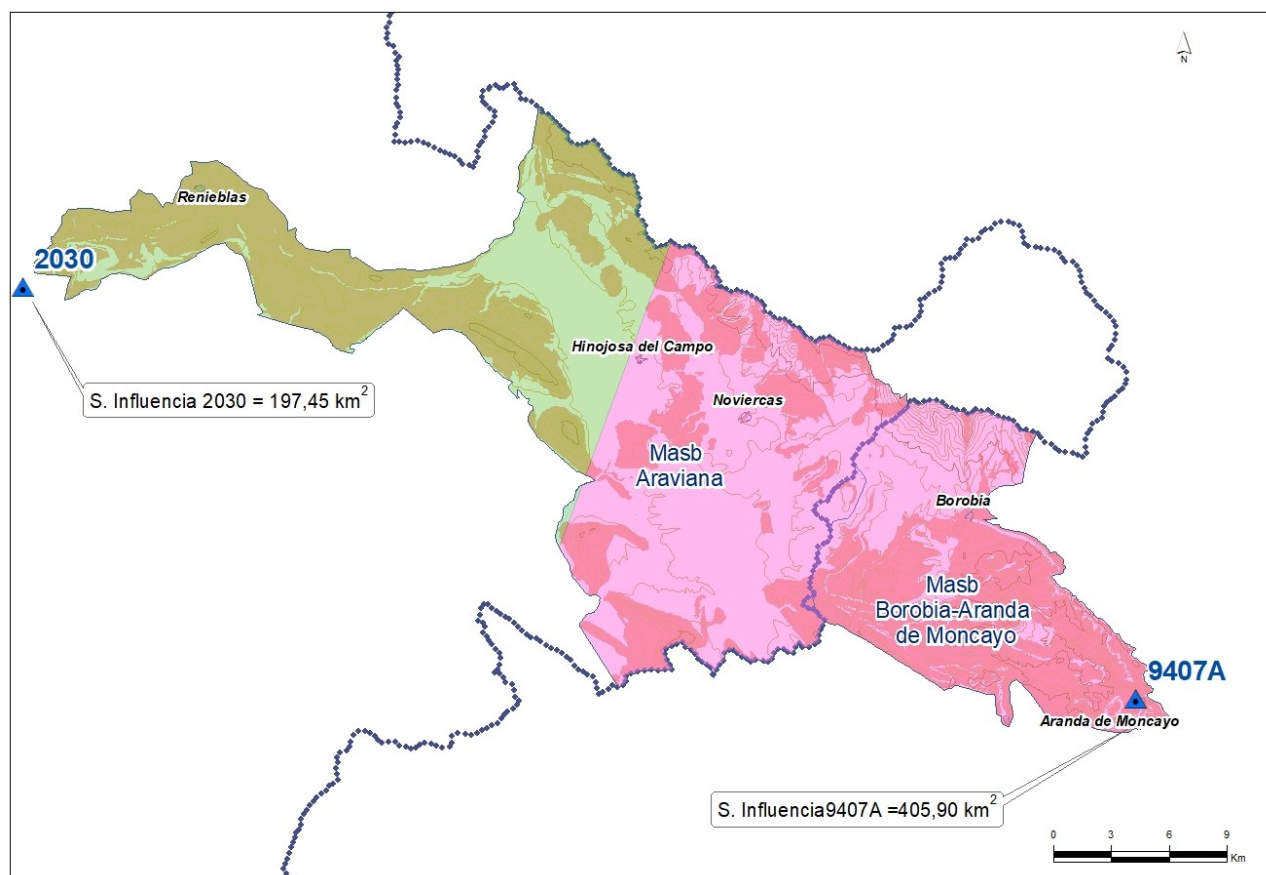 N
Renieblas
2030
Hinojosa del Campo
S. Influencia 2030 = 197,45 km²
Noviercas
Masb
Araviana
Borobia
Masb
Borobia-Aranda
de Moncayo
9407A
Aranda de Moncayo
S. Influencia9407A =405,90 km²
0 3 6 9
Km